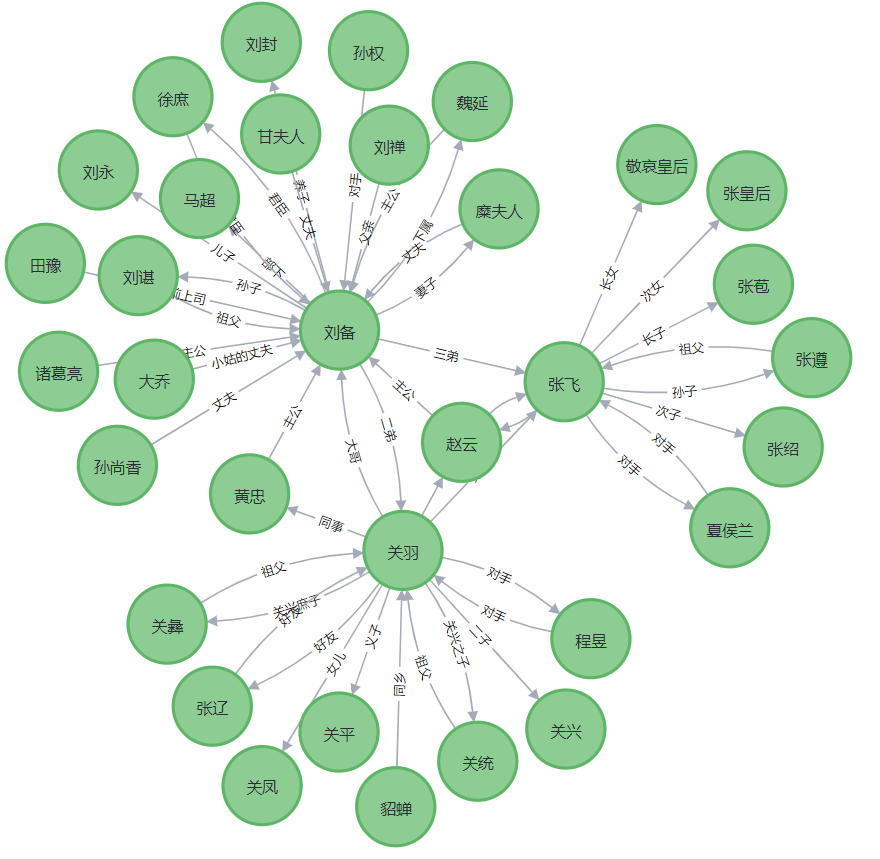 刘封
孙权
徐庶
魏延
甘夫人
刘禅
敬哀皇后
刘永
张皇后
马超
养子
对手
主公
君臣
丈夫
父亲
糜夫人
下属
丈夫
儿子
田豫
刘谌
部下
长女
次女
张苞
孙子
妻子
前上司
祖父
刘备
长子
诸葛亮
主公
小姑的丈夫
三弟
祖父
张遵
大乔
丈夫
张飞
孙子
主公
主公
次子
孙尚香
大哥
二弟
赵云
对手
对手
张绍
黄忠
同事
夏侯兰
关羽
祖父
对手
关彝
关兴庶子
好友
对手
程昱
好友
义子
关兴之子
二子
女儿
祖父
同乡
张辽
关平
关兴
关统
关凤
貂蝉